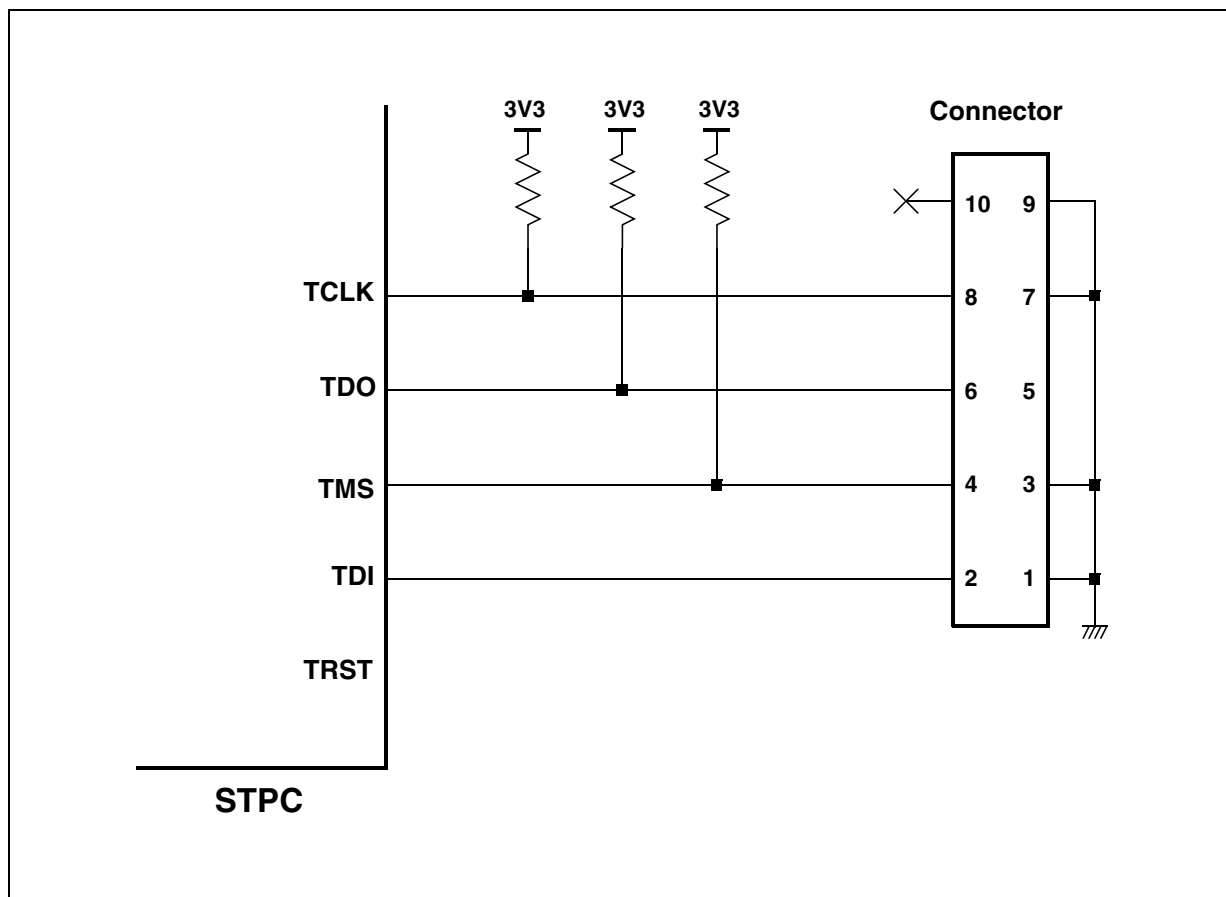 3V3 3V3 3V3
Connector
10 9
TCLK 8 7
TDO 6 5
TMS 4 3
TDI 2 1
TRST
STPC